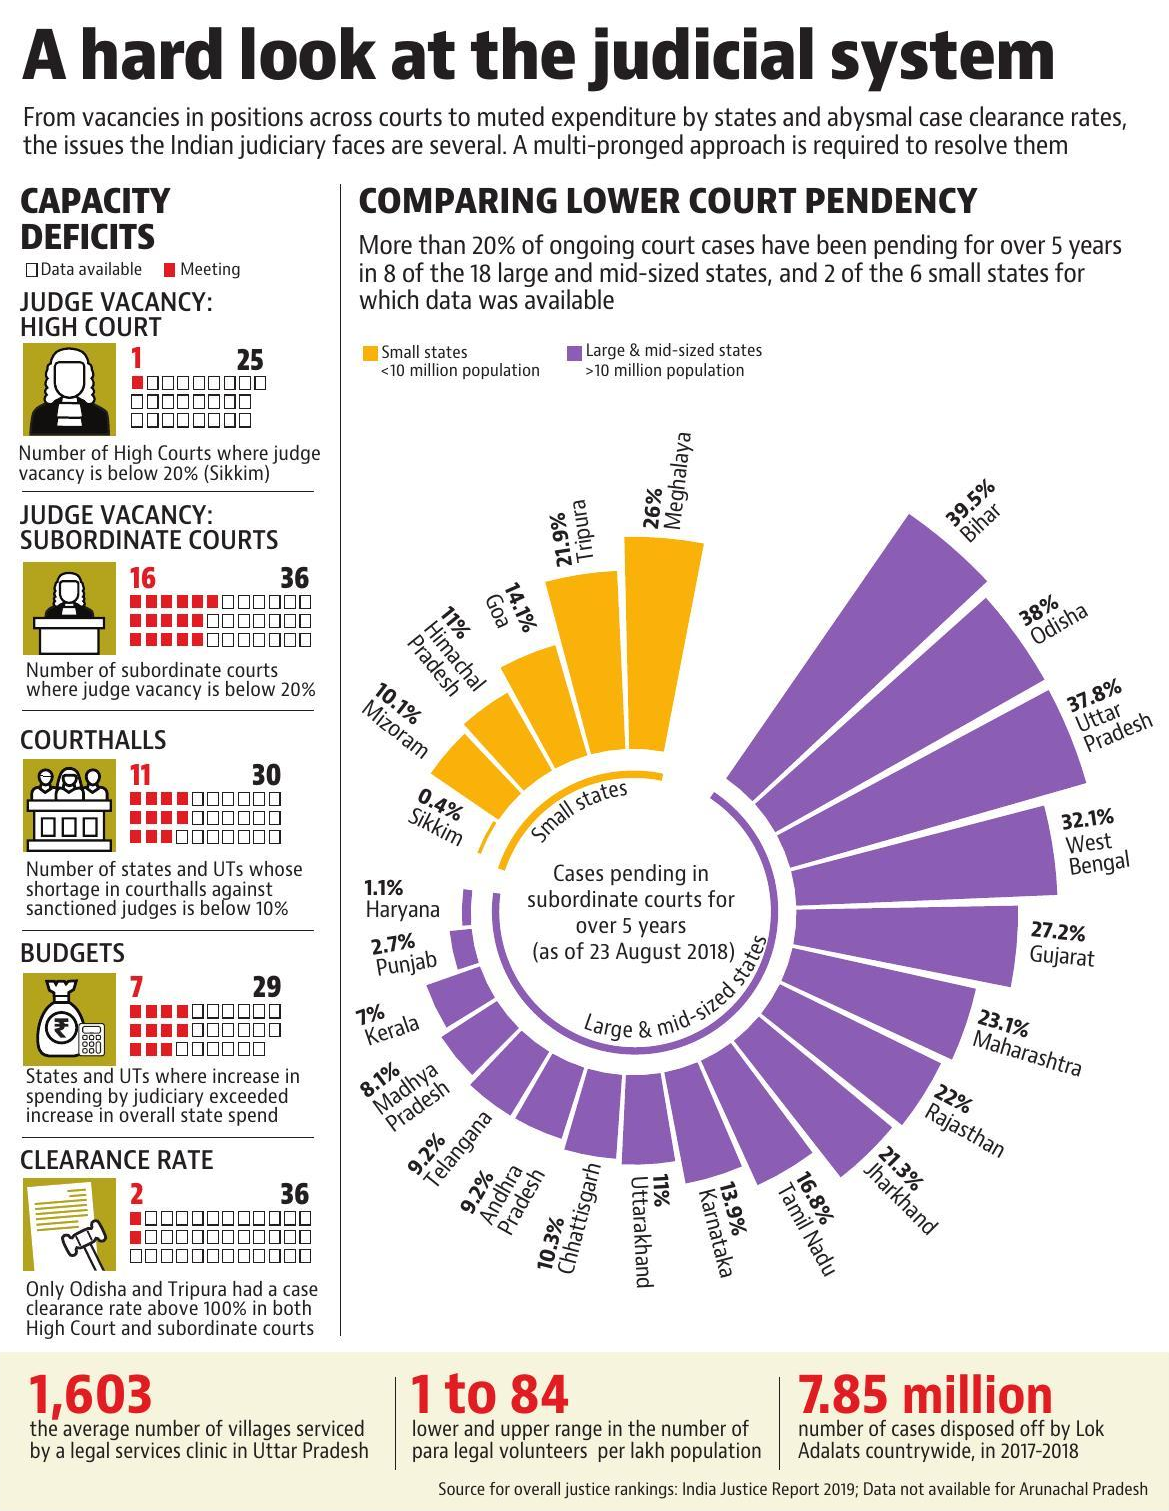 A hard look at the judicial system
From vacancies in positions across courts to muted expenditure by states and abysmal case clearance rates,
the issues the Indian judiciary faces are several. A multi-pronged approach is required to resolve them
CAPACITY
DEFICITS
Data available
Meeting
JUDGE VACANCY:
HIGH COURT
1
25
Number of High Courts where judge
vacancy is below 20% (Sikkim)
JUDGE VACANCY:
SUBORDINATE COURTS
16
36
Number of subordinate courts
where judge vacancy is below 20%
COURTHALLS
11
30
Number of states and UTs whose
shortage in courthalls against
sanctioned judges is below 10%
BUDGETS
7
29
₹
States and UTs where increase in
spending by judiciary exceeded
increase in overall state spend
CLEARANCE RATE
2
36
Only Odisha and Tripura had a case
clearance rate above 100% in both
High Court and subordinate courts
COMPARING LOWER COURT PENDENCY
More than 20% of ongoing court cases have been pending for over 5 years
in 8 of the 18 large and mid-sized states, and 2 of the 6 small states for
which data was available
Small states
<10 million population
Large & mid-sized states
>10 million population
0.4%
Sikkim
10.1%
Mizoram
11%
Himachal
Pradesh
14.1%
Goa
21.9%
Tripura
26%
Meghalaya
39.5%
Bihar
38%
Odisha
37.8%
Uttar
Pradesh
32.1%
West
Bengal
27.2%
Gujarat
23.1%
Maharashtra
22%
Rajasthan
21.3%
Jharkhand
16.8%
Tamil Nadu
13.9%
Karnataka
11%
Uttarakhand
10.3%
Chhattisgarh
9.2%
Andhra
Pradesh
9.2%
Telangana
8.1%
Madhya
Pradesh
7%
Kerala
2.7%
Punjab
1.1%
Haryana
Small states
Cases pending in
subordinate courts for
over 5 years
(as of 23 August 2018)
Large & mid-sized states
1,603
the average number of villages serviced
by a legal services clinic in Uttar Pradesh
1 to 84
lower and upper range in the number of
para legal volunteers per lakh population
7.85 million
number of cases disposed off by Lok
Adalats countrywide, in 2017-2018
Source for overall justice rankings: India Justice Report 2019; Data not available for Arunachal Pradesh